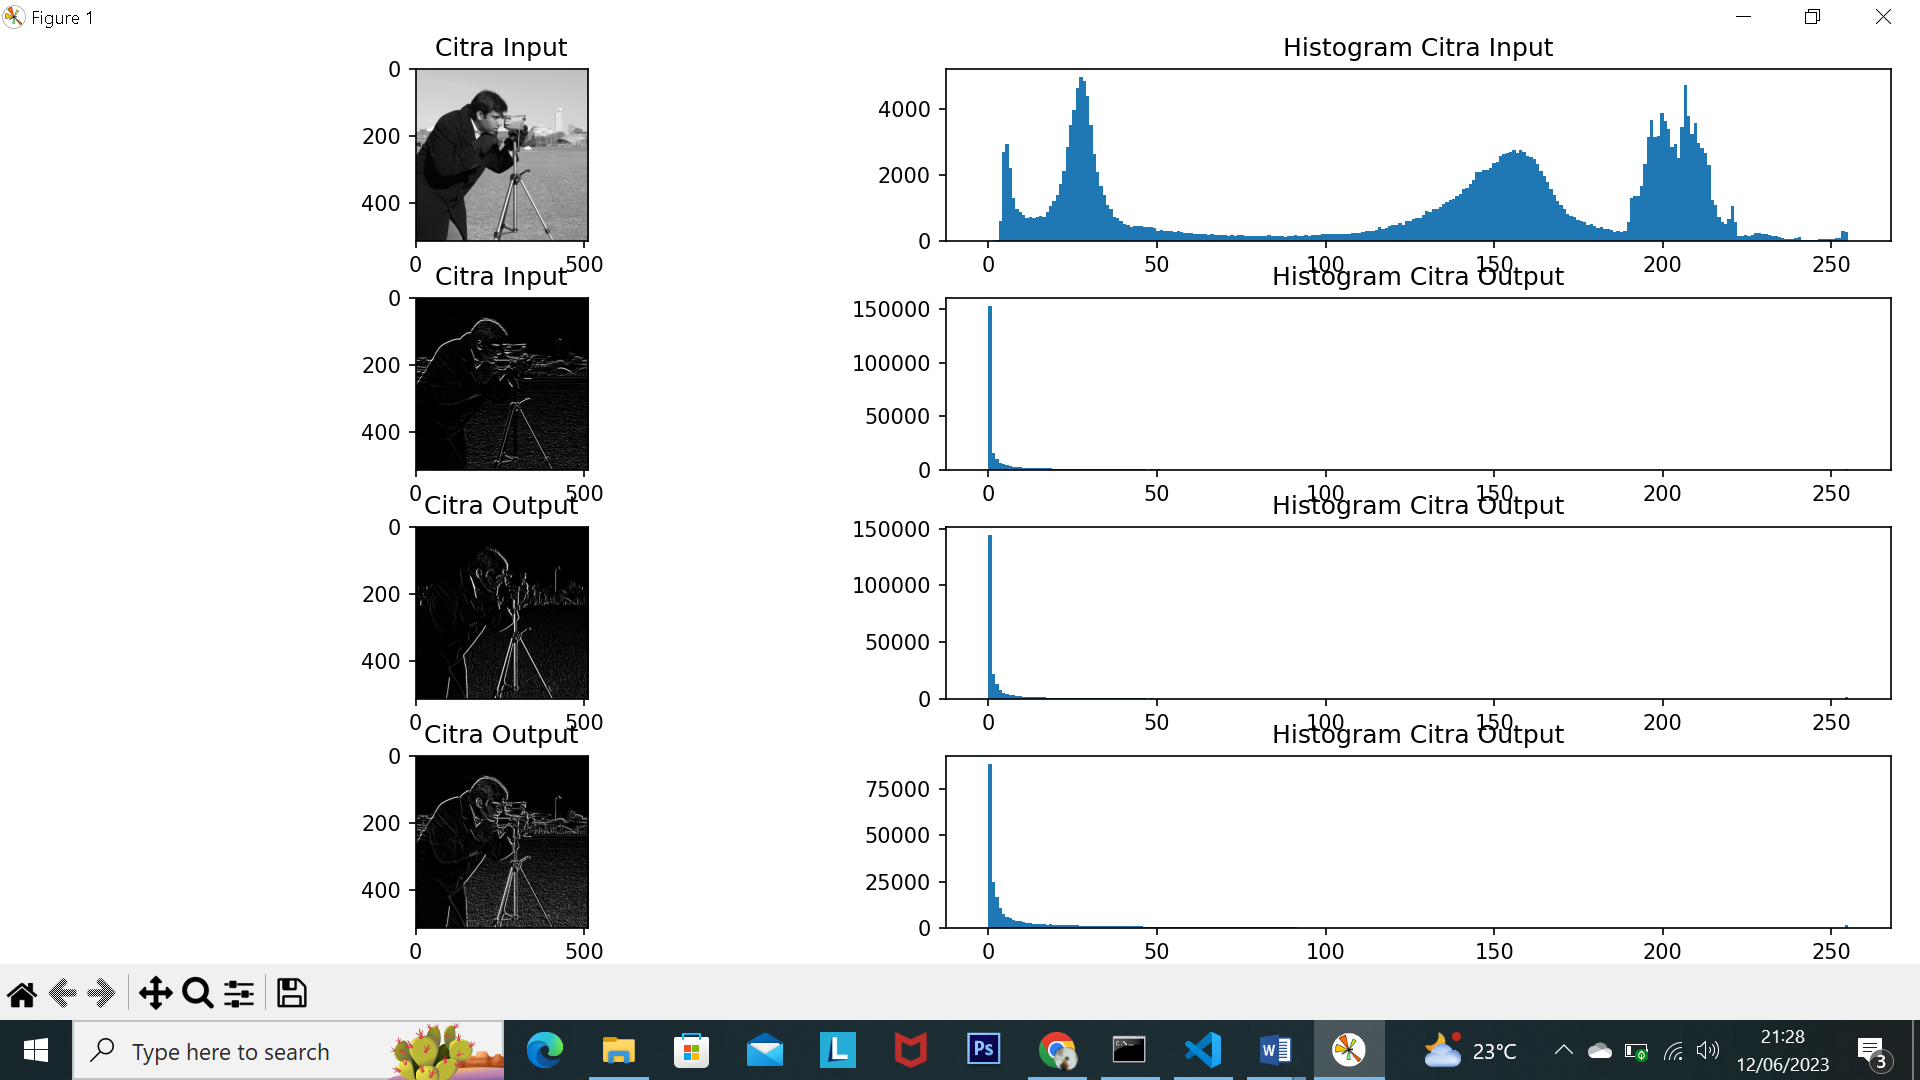 Figure 1
Citra Input
Histogram Citra Input
0
200
400
0 500
4000
2000
0
0 50 100 150 200 250
Citra Input
Histogram Citra Output
0
200
400
0 500
150000
100000
50000
0
0 50 100 150 200 250
Citra Output
Histogram Citra Output
0
200
400
0 500
150000
100000
50000
0
0 50 100 150 200 250
Citra Output
Histogram Citra Output
0
200
400
0 500
75000
50000
25000
0
0 50 100 150 200 250
Type here to search
L
Ps
W
23°C
21:28
12/06/2023
3